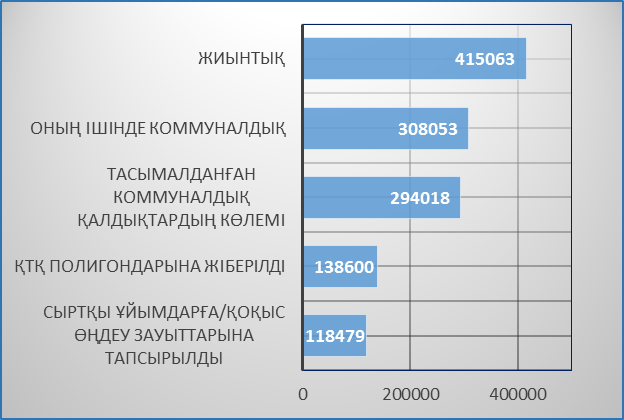 ЖИЫНТЫҚ
415063
ОНЫҢ ІШІНДЕ КОММУНАЛДЫҚ
308053
ТАСЫМАЛДАНҒАН
КОММУНАЛДЫҚ
ҚАЛДЫҚТАРДЫҢ КӨЛЕМІ
294018
ҚТҚ ПОЛИГОНДАРЫНА ЖІБЕРІЛДІ
138600
СЫРТҚЫ ҰЙЫМДАРҒА/ҚОҚЫС
ӨҢДЕУ ЗАУЫТТАРЫНА
ТАПСЫРЫЛДЫ
118479
0 200000 400000